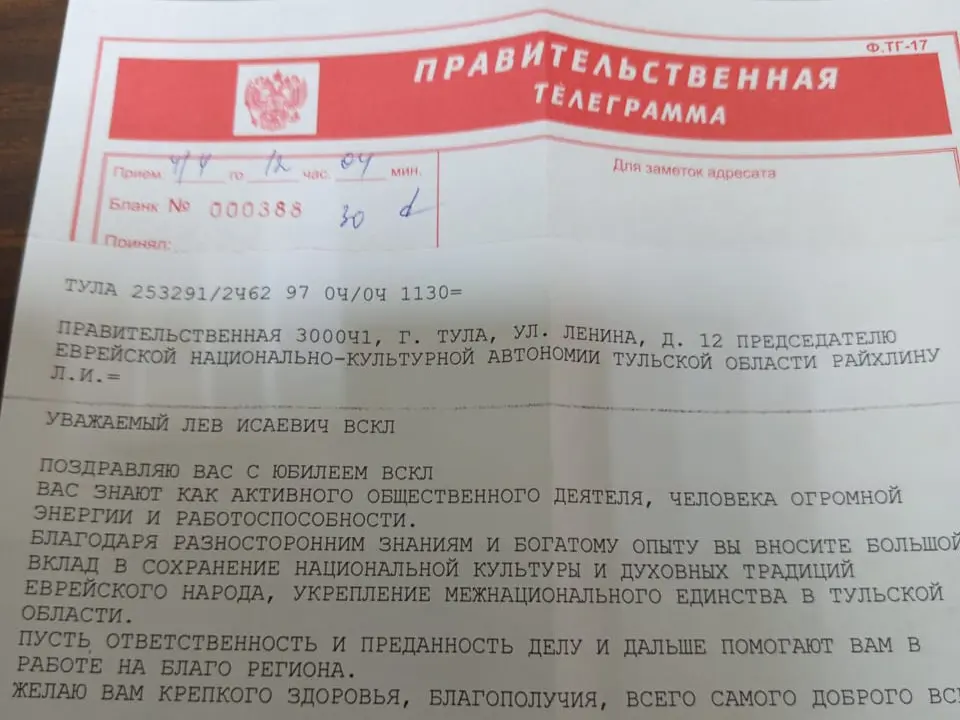 Ф.ТГ-17
ПРАВИТЕЛЬСТВЕННАЯ
ТЕЛЕГРАММА
Прием 4/4 го 12 час. 04 мин.
Для заметок адресата
Бланк № 000388 30
Принял:
ТУЛА 253291/2Ч62 97 0Ч/0Ч 1130=
ПРАВИТЕЛЬСТВЕННАЯ 3000Ч1, Г. ТУЛА, УЛ. ЛЕНИНА, Д. 12 ПРЕДСЕДАТЕЛЮ
ЕВРЕЙСКОЙ НАЦИОНАЛЬНО-КУЛЬТУРНОЙ АВТОНОМИИ ТУЛЬСКОЙ ОБЛАСТИ РАЙХЛИНУ
Л.И.=
УВАЖАЕМЫЙ ЛЕВ ИСАЕВИЧ ВСКЛ
ПОЗДРАВЛЯЮ ВАС С ЮБИЛЕЕМ ВСКЛ
ВАС ЗНАЮТ КАК АКТИВНОГО ОБЩЕСТВЕННОГО ДЕЯТЕЛЯ, ЧЕЛОВЕКА ОГРОМНОЙ
ЭНЕРГИИ И РАБОТОСПОСОБНОСТИ.
БЛАГОДАРЯ РАЗНОСТОРОННИМ ЗНАНИЯМ И БОГАТОМУ ОПЫТУ ВЫ ВНОСИТЕ БОЛЬШОЙ
ВКЛАД В СОХРАНЕНИЕ НАЦИОНАЛЬНОЙ КУЛЬТУРЫ И ДУХОВНЫХ ТРАДИЦИЙ
ЕВРЕЙСКОГО НАРОДА, УКРЕПЛЕНИЕ МЕЖНАЦИОНАЛЬНОГО ЕДИНСТВА В ТУЛЬСКОЙ
ОБЛАСТИ.
ПУСТЬ ОТВЕТСТВЕННОСТЬ И ПРЕДАННОСТЬ ДЕЛУ И ДАЛЬШЕ ПОМОГАЮТ ВАМ В
РАБОТЕ НА БЛАГО РЕГИОНА.
ЖЕЛАЮ ВАМ КРЕПКОГО ЗДОРОВЬЯ, БЛАГОПОЛУЧИЯ, ВСЕГО САМОГО ДОБРОГО